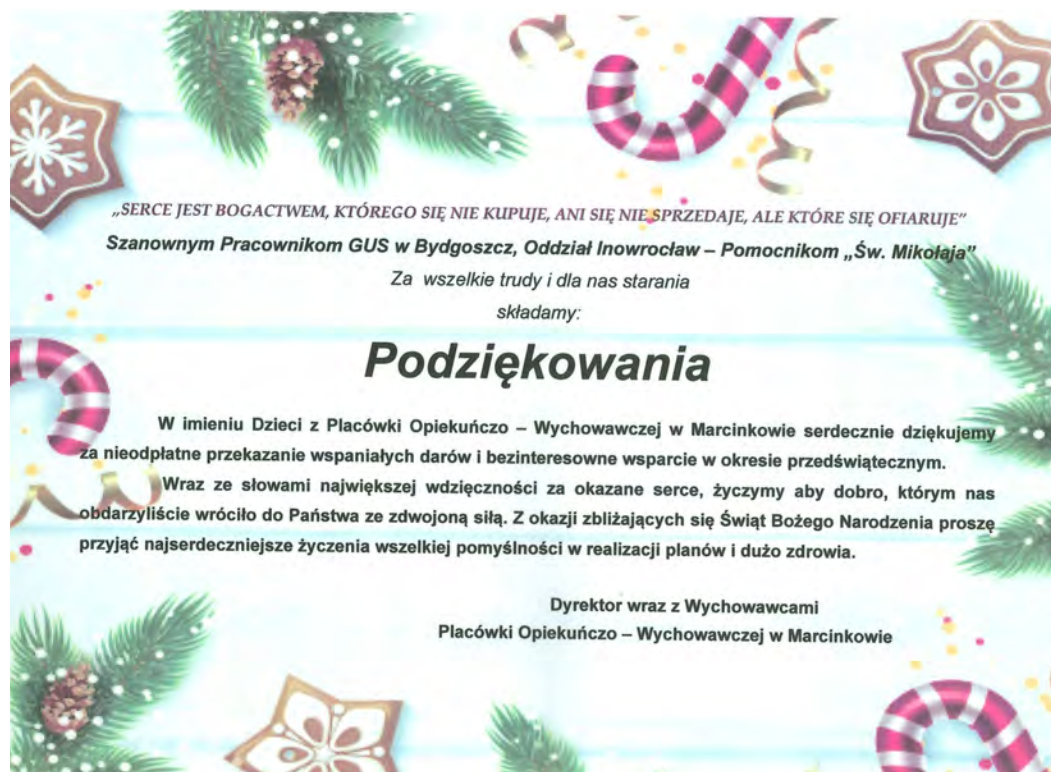 „SERCE JEST BOGACTWEM, KTÓREGO SIĘ NIE KUPUJE, ANI SIĘ NIE SPRZEDAJE, ALE KTÓRE SIĘ OFIARUJE”
Szanownym Pracownikom GUS w Bydgoszcz, Oddział Inowrocław – Pomocnikom „Św. Mikołaja”
Za wszelkie trudy i dla nas starania
składamy:
Podziękowania
W imieniu Dzieci z Placówki Opiekuńczo – Wychowawczej w Marcinkowie serdecznie dziękujemy
za nieodpłatne przekazanie wspaniałych darów i bezinteresowne wsparcie w okresie przedświątecznym.
Wraz ze słowami największej wdzięczności za okazane serce, życzymy aby dobro, którym nas
obdarzyliście wróciło do Państwa ze zdwojoną siłą. Z okazji zbliżających się Świąt Bożego Narodzenia proszę
przyjąć najserdeczniejsze życzenia wszelkiej pomyślności w realizacji planów i dużo zdrowia.
Dyrektor wraz z Wychowawcami
Placówki Opiekuńczo – Wychowawczej w Marcinkowie